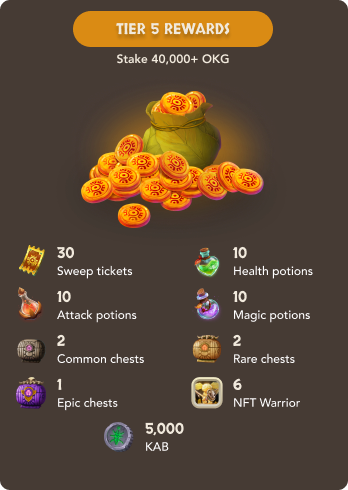 TIER 5 REWARDS
Stake 40,000+ OKG
30
Sweep tickets
10
Health potions
10
Attack potions
10
Magic potions
2
Common chests
2
Rare chests
1
Epic chests
6
NFT Warrior
5,000
KAB